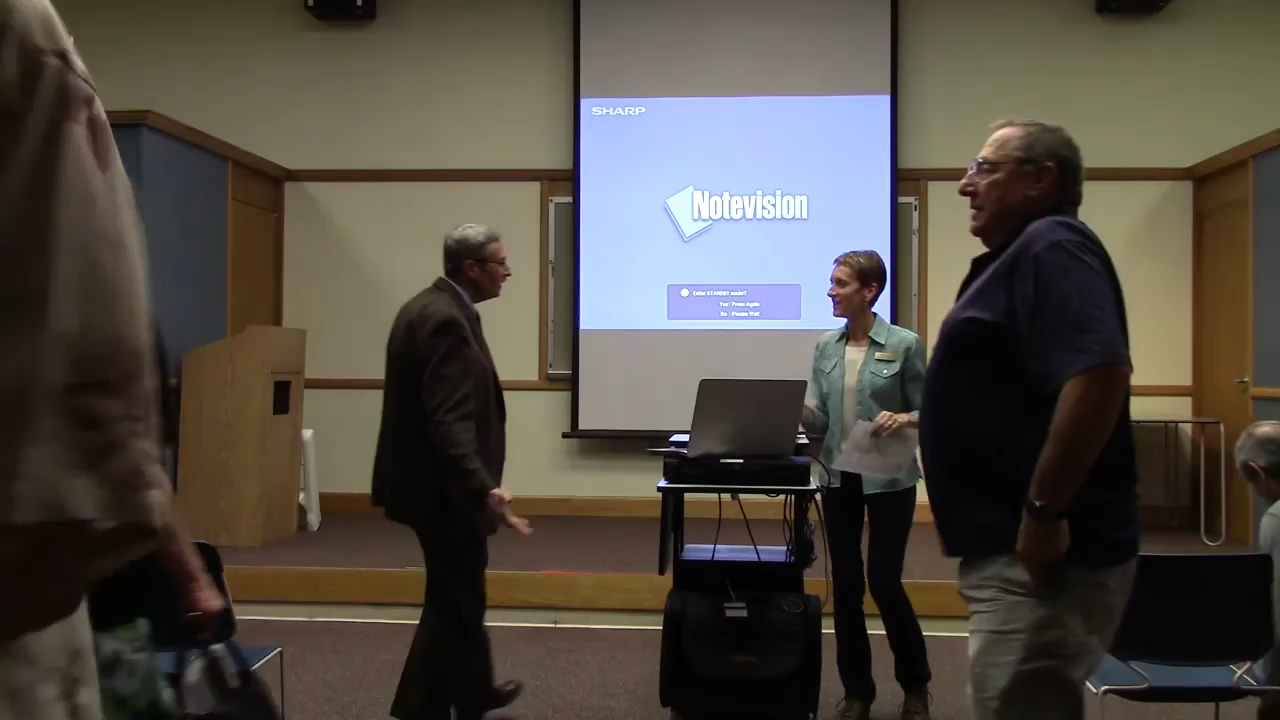 SHARP
Notevision
Enter STANDBY mode?
Yes: Press Again
No : Please Wait